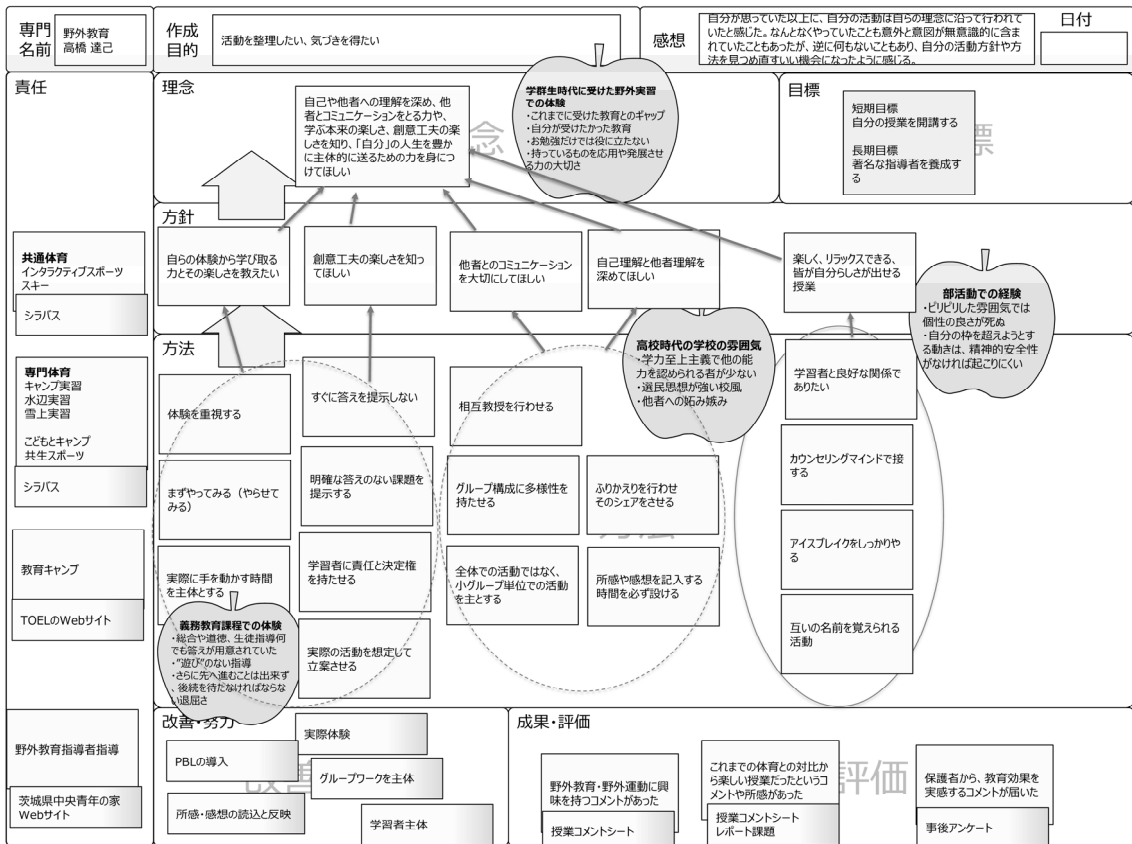 専門
名前
野外教育
高橋 達己
作成
目的
活動を整理したい、気づきを得たい
感想
自分が思っていた以上に、自分の活動は自らの理念に沿って行われて
いたと感じた。なんとなくやっていたことも意外と意図が無意識的に含ま
れていたこともあったが、逆に何もないこともあり、自分の活動方針や方
法を見つめ直すいい機会になったように感じる。
日付
責任
共通体育
インタラクティブスポーツ
スキー
シラバス
専門体育
キャンプ実習
水辺実習
雪上実習
こどもとキャンプ
共生スポーツ
シラバス
教育キャンプ
TOELのWebサイト
野外教育指導者指導
茨城県中央青年の家
Webサイト
理念
念
自己や他者への理解を深め、他
者とコミュニケーションをとる力や、
学ぶ本来の楽しさ、創意工夫の楽
しさを知り、「自分」の人生を豊か
に主体的に送るための力を身につ
けてほしい
学群生時代に受けた野外実習
での体験
・これまでに受けた教育とのギャップ
・自分が受けたかった教育
・お勉強だけでは役に立たない
・持っているものを応用や発展させ
る力の大切さ
目標
標
短期目標
自分の授業を開講する
長期目標
著名な指導者を養成す
る
方針
自らの体験から学び取る
力とその楽しさを教えたい
創意工夫の楽しさを知っ
てほしい
他者とのコミュニケーション
を大切にしてほしい
自己理解と他者理解を
深めてほしい
楽しく、リラックスできる、
皆が自分らしさが出せる
授業
部活動での経験
・ピリピリした雰囲気では
個性の良さが死ぬ
・自分の枠を超えようとす
る動きは、精神的安全性
がなければ起こりにくい
方法
方法
体験を重視する
まずやってみる（やらせて
みる）
実際に手を動かす時間
を主体とする
義務教育課程での体験
・総合や道徳、生徒指導何
でも答えが用意されていた
・”遊び”のない指導
・さらに先へ進むことは出来ず
、後続を待たなければならな
い退屈さ
すぐに答えを提示しない
明確な答えのない課題を
提示する
学習者に責任と決定権
を持たせる
実際の活動を想定して
立案させる
相互教授を行わせる
グループ構成に多様性を
持たせる
全体での活動ではなく、
小グループ単位での活動
を主とする
高校時代の学校の雰囲気
・学力至上主義で他の能
力を認められる者が少ない
・選民思想が強い校風
・他者への妬み嫉み
ふりかえりを行わせ
そのシェアをさせる
所感や感想を記入する
時間を必ず設ける
学習者と良好な関係で
ありたい
カウンセリングマインドで接
する
アイスブレイクをしっかりや
る
互いの名前を覚えられる
活動
改善・努力
改善
PBLの導入
所感・感想の読込と反映
実際体験
グループワークを主体
学習者主体
成果・評価
評価
野外教育・野外運動に興
味を持つコメントがあった
授業コメントシート
これまでの体育との対比か
ら楽しい授業だったというコ
メントや所感があった
授業コメントシート
レポート課題
保護者から、教育効果を
実感するコメントが届いた
事後アンケート